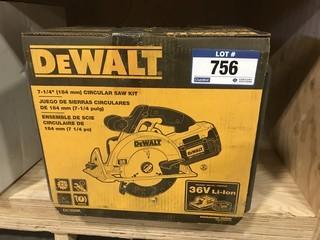 LOT #
756
DEWALT
7-1/4" (184 mm) CIRCULAR SAW KIT
JUEGO DE SIERRAS CIRCULARES
DE 184 mm (7-1/4 pulg)
ENSEMBLE DE SCIE
CIRCULAIRE DE
184 mm (7 1/4 po)
DEWALT
36V Li-Ion